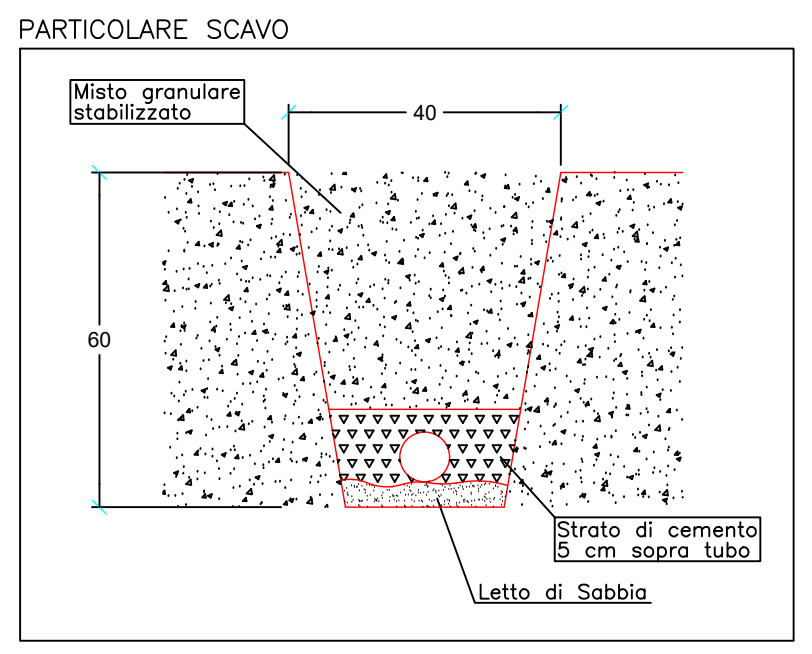 PARTICOLARE SCAVO
Misto granulare
stabilizzato
40
60
Strato di cemento
5 cm sopra tubo
Letto di Sabbia